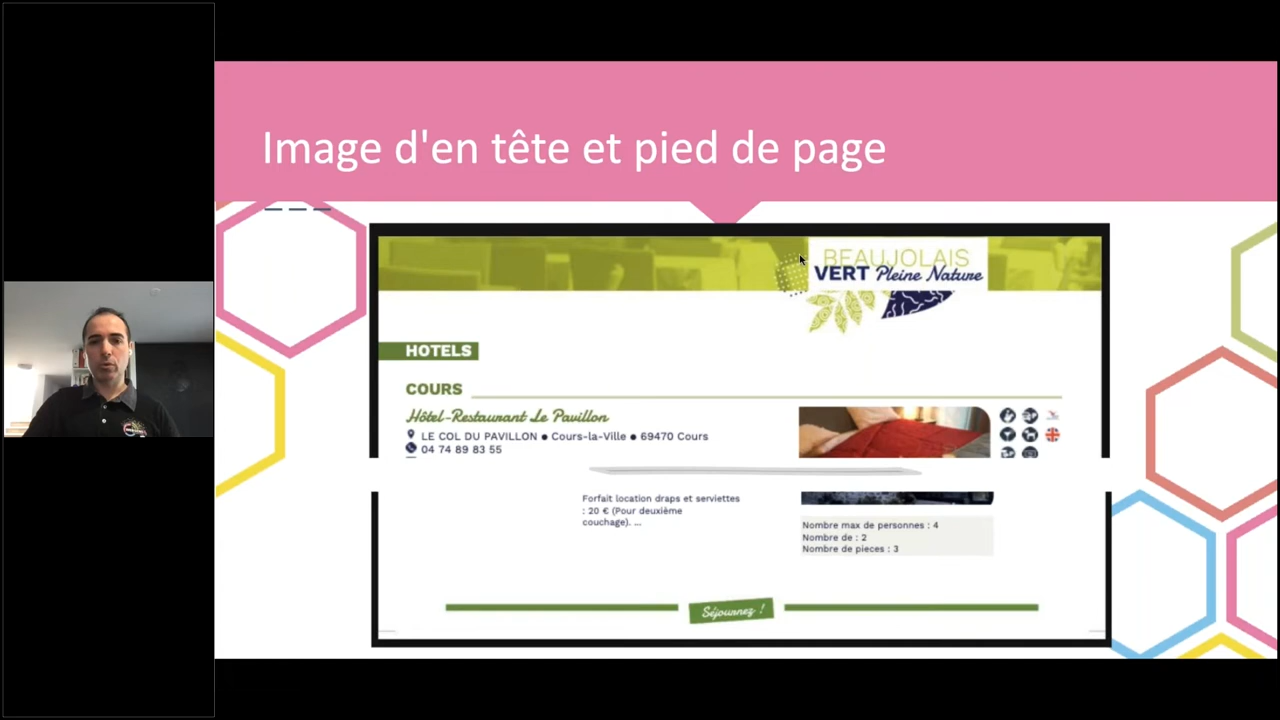 Image d'en tête et pied de page
BEAUJOLAIS
VERT Pleine Nature
HOTELS
COURS
Hôtel-Restaurant Le Pavillon
LE COL DU PAVILLON ● Cours-la-Ville ● 69470 Cours
04 74 89 83 55
Forfait location draps et serviettes
: 20 € (Pour deuxième
couchage). ...
Nombre max de personnes : 4
Nombre de : 2
Nombre de pieces : 3
Séjournez !